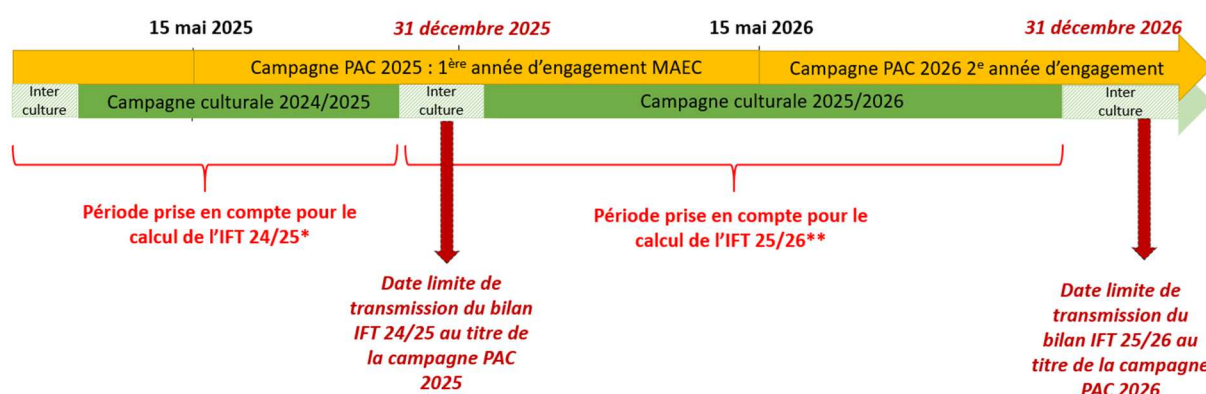 15 mai 2025
31 décembre 2025
15 mai 2026
31 décembre 2026
Campagne PAC 2025 : 1ère année d'engagement MAEC
Campagne PAC 2026 2e année d'engagement
Inter
culture
Campagne culturale 2024/2025
Inter
culture
Campagne culturale 2025/2026
Inter
culture
Période prise en compte pour le
calcul de l'IFT 24/25*
Période prise en compte pour le
calcul de l'IFT 25/26**
Date limite de
transmission du bilan
IFT 24/25 au titre de
la campagne PAC
2025
Date limite de
transmission du
bilan IFT 25/26 au
titre de la campagne
PAC 2026